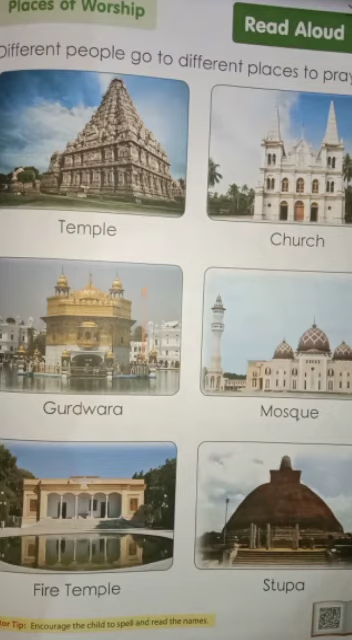 Places of Worship
Read Aloud
Different people go to different places to pray
Temple
Church
Gurdwara
Mosque
Fire Temple
Stupa
Tip: Encourage the child to spell and read the names.